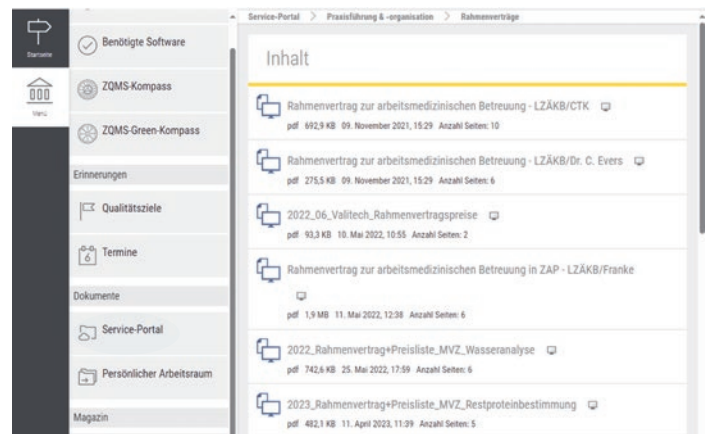 Startseite
Menü
Benötigte Software
ZQMS-Kompass
ZQMS-Green-Kompass
Erinnerungen
Qualitätsziele
6
Termine
Dokumente
Service-Portal
Persönlicher Arbeitsraum
Magazin
Service-Portal > Praxisführung & -organisation > Rahmenverträge
Inhalt
Rahmenvertrag zur arbeitsmedizinischen Betreuung - LZÄKB/CTK
pdf 692,9 KB 09. November 2021, 15:29 Anzahl Seiten: 10
Rahmenvertrag zur arbeitsmedizinischen Betreuung - LZÄKB/Dr. C. Evers
pdf 275,5 KB 09. November 2021, 15:29 Anzahl Seiten: 6
2022_06_Valitech_Rahmenvertragspreise
pdf 93,3 KB 10. Mai 2022, 10:55 Anzahl Seiten: 2
Rahmenvertrag zur arbeitsmedizinischen Betreuung in ZAP - LZÄKB/Franke
pdf 1,9 MB 11. Mai 2022, 12:38 Anzahl Seiten: 6
2022_Rahmenvertrag+Preisliste_MVZ_Wasseranalyse
pdf 742,6 KB 25. Mai 2022, 17:59 Anzahl Seiten: 6
2023_Rahmenvertrag+Preisliste_MVZ_Restproteinbestimmung
pdf 482,1 KB 11. April 2023, 11:39 Anzahl Seiten: 5